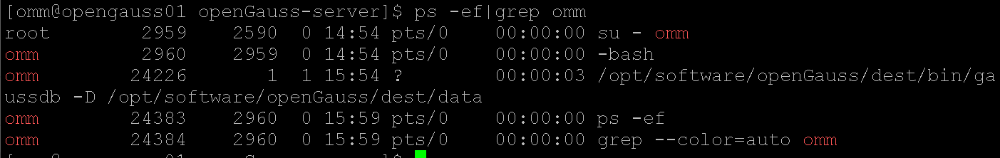 [omm@opengauss01 openGauss-server]$ ps -ef|grep omm
root        2959    2590  0 14:54 pts/0    00:00:00 su - omm
omm         2960    2959  0 14:54 pts/0    00:00:00 -bash
omm        24226       1  1 15:54 ?        00:00:03 /opt/software/openGauss/dest/bin/ga
ussdb -D /opt/software/openGauss/dest/data
omm        24383    2960  0 15:59 pts/0    00:00:00 ps -ef
omm        24384    2960  0 15:59 pts/0    00:00:00 grep --color=auto omm